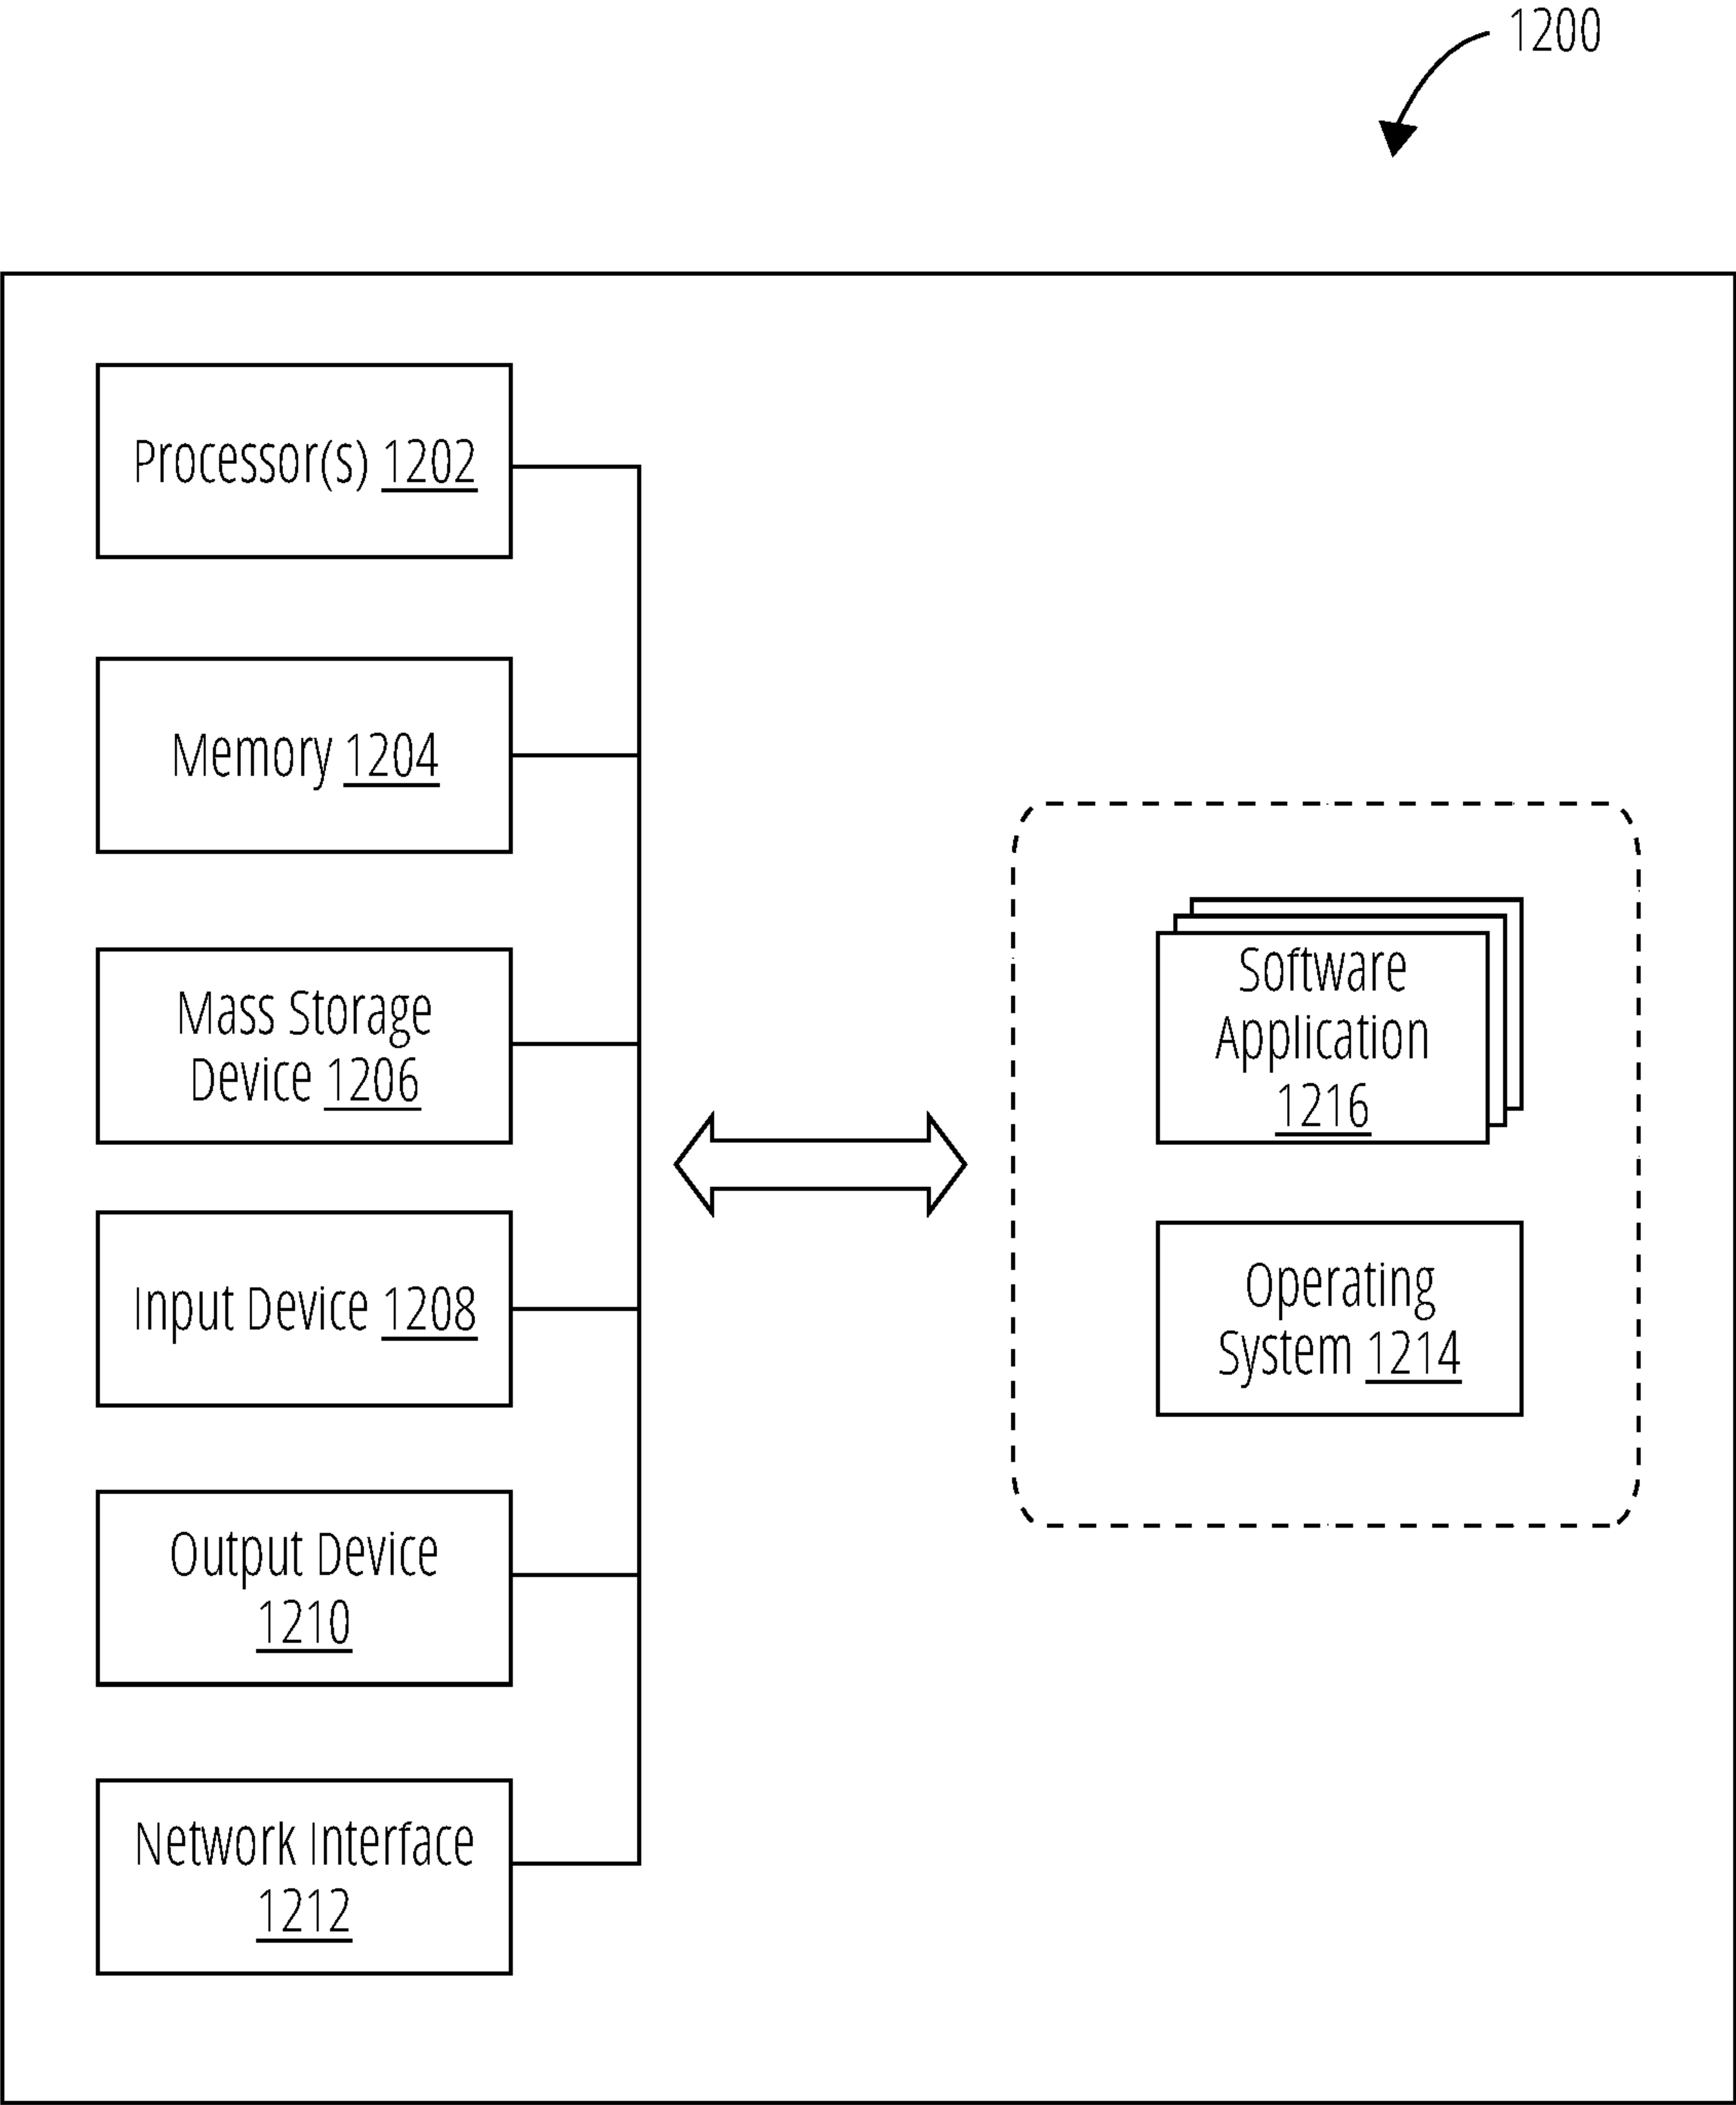 1200
Processor(s) 1202
Memory 1204
Mass Storage
Device 1206
Input Device 1208
Output Device
1210
Network Interface
1212
Software
Application
1216
Operating
System 1214